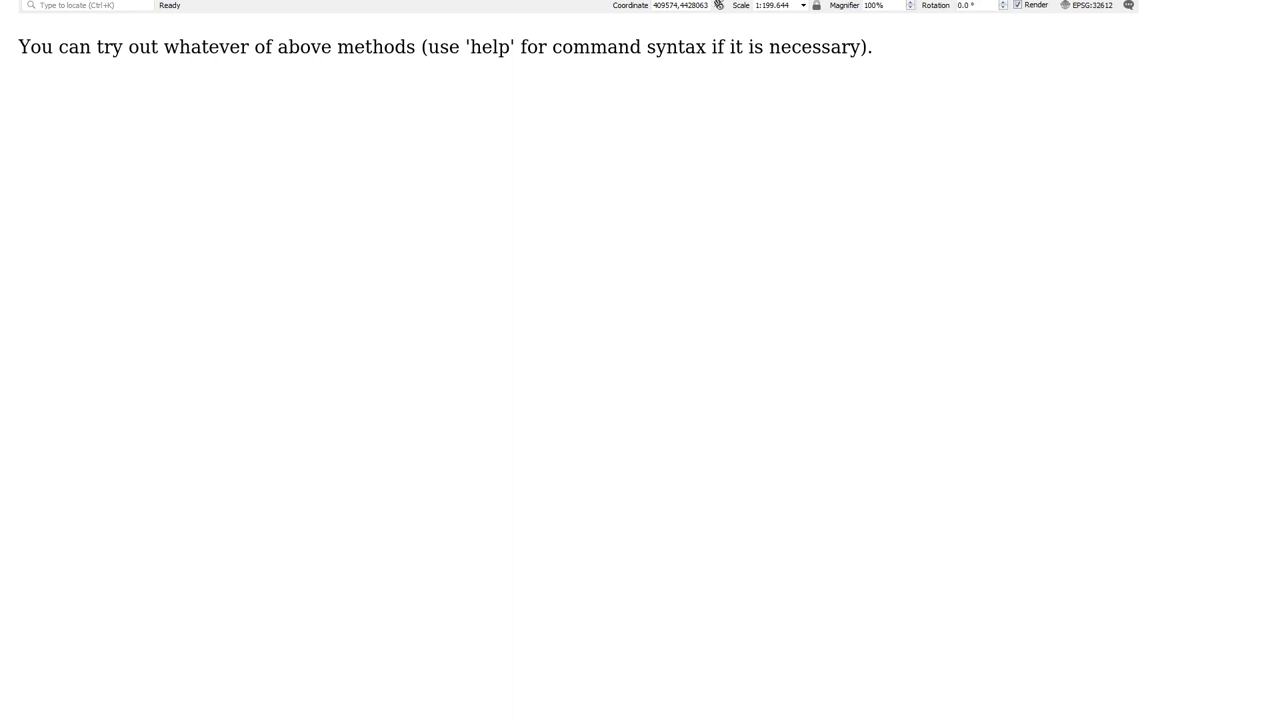 Type to locate (Ctrl+K) Ready Coordinate 409574,4428063 Scale 1:199.644 Magnifier 100% Rotation 0.0 ° Render EPSG:32612
You can try out whatever of above methods (use 'help' for command syntax if it is necessary).